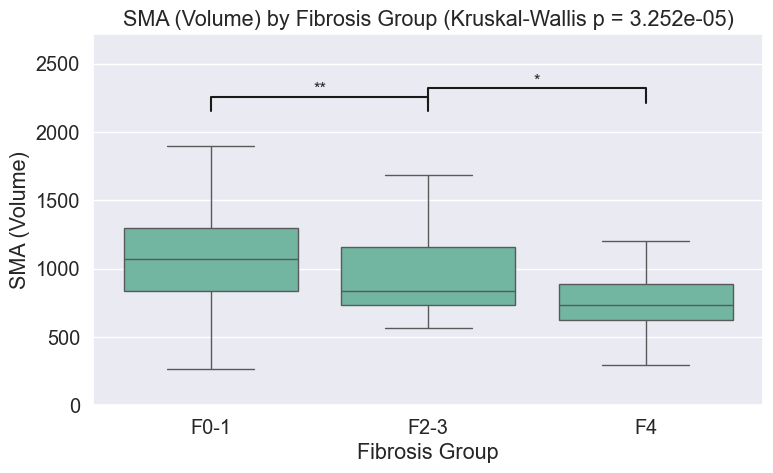 SMA (Volume) by Fibrosis Group (Kruskal-Wallis p = 3.252e-05)
SMA (Volume)
2500
2000
1500
1000
500
0
**
*
F0-1
F2-3
F4
Fibrosis Group